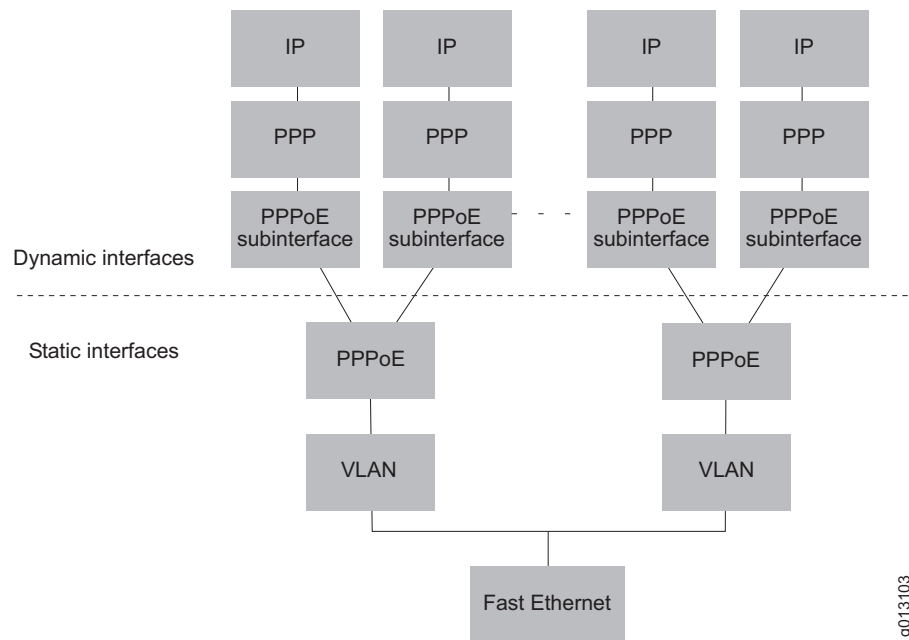 IP IP IP IP
PPP PPP PPP PPP
PPPoE PPPoE PPPoE PPPoE
subinterface subinterface subinterface subinterface
Dynamic interfaces
Static interfaces
PPPoE PPPoE
VLAN VLAN
Fast Ethernet
g013103